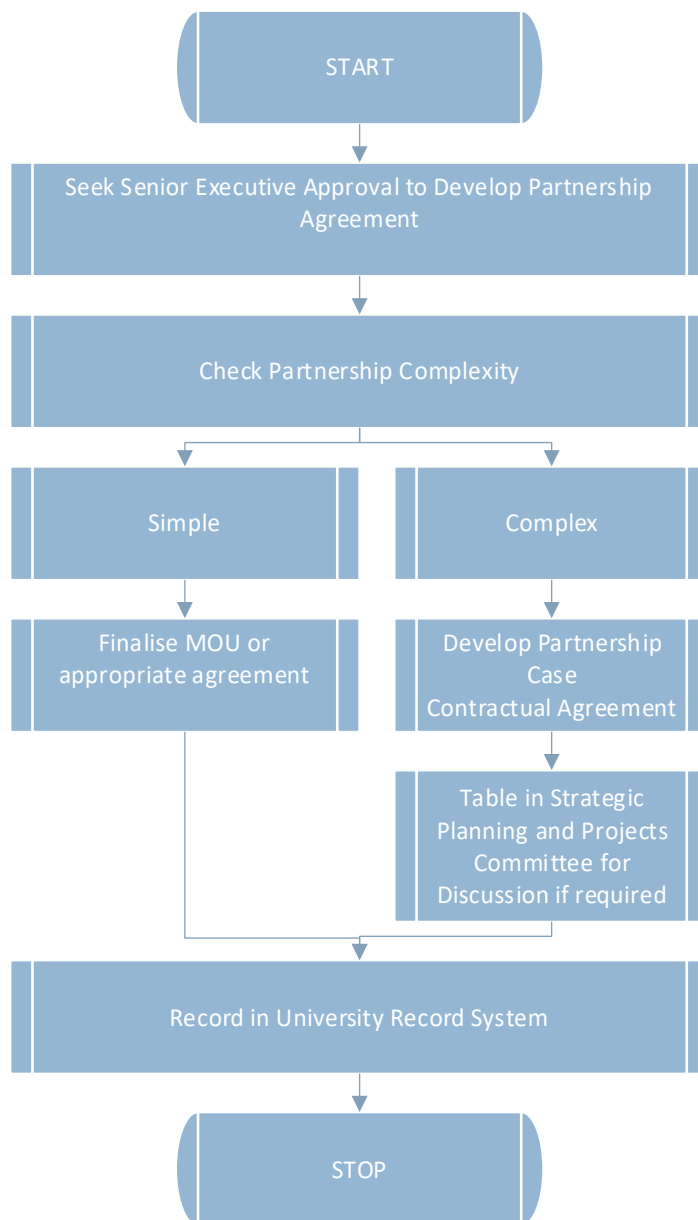 START
Seek Senior Executive Approval to Develop Partnership
Agreement
Check Partnership Complexity
Simple
Complex
Finalise MOU or
appropriate agreement
Develop Partnership
Case
Contractual Agreement
Table in Strategic
Planning and Projects
Committee for
Discussion if required
Record in University Record System
STOP